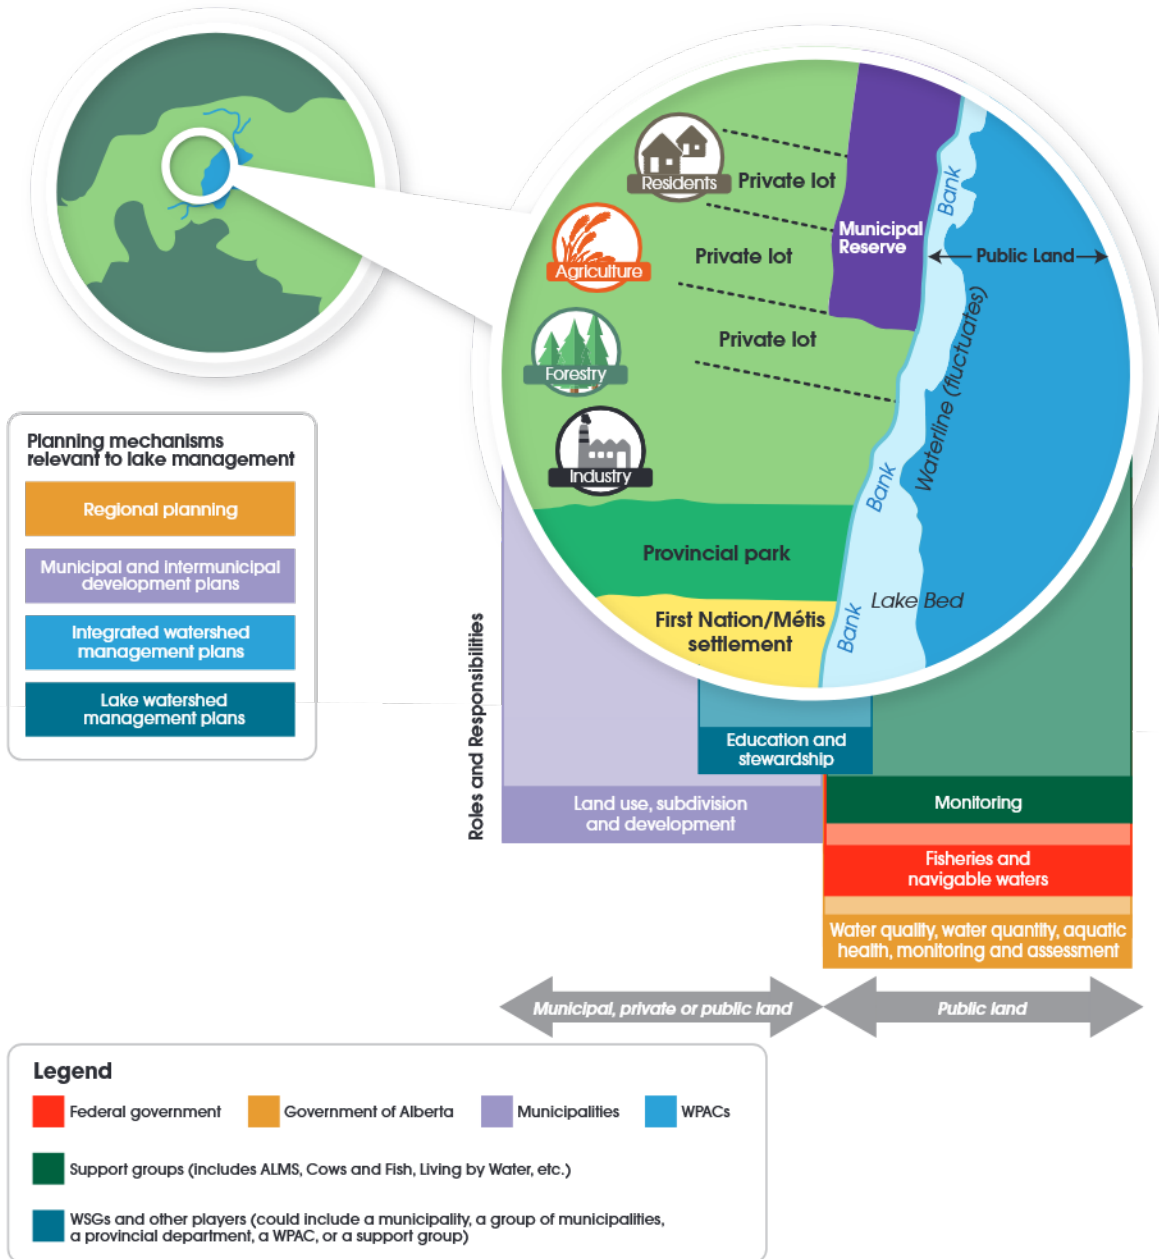 Residents
Private lot
Agriculture
Private lot
Municipal
Reserve
Bank
Public Land
Forestry
Private lot
Waterline (fluctuates)
Industry
Bank
Provincial park
First Nation/Métis
settlement
Bank
Lake Bed
Planning mechanisms
relevant to lake management
Regional planning
Municipal and intermunicipal
development plans
Integrated watershed
management plans
Lake watershed
management plans
Roles and Responsibilities
Education and
stewardship
Land use, subdivision
and development
Monitoring
Fisheries and
navigable waters
Water quality, water quantity, aquatic
health, monitoring and assessment
Municipal, private or public land
Public land
Legend
Federal government
Government of Alberta
Municipalities
WPACs
Support groups (includes ALMS, Cows and Fish, Living by Water, etc.)
WSGs and other players (could include a municipality, a group of municipalities,
a provincial department, a WPAC, or a support group)